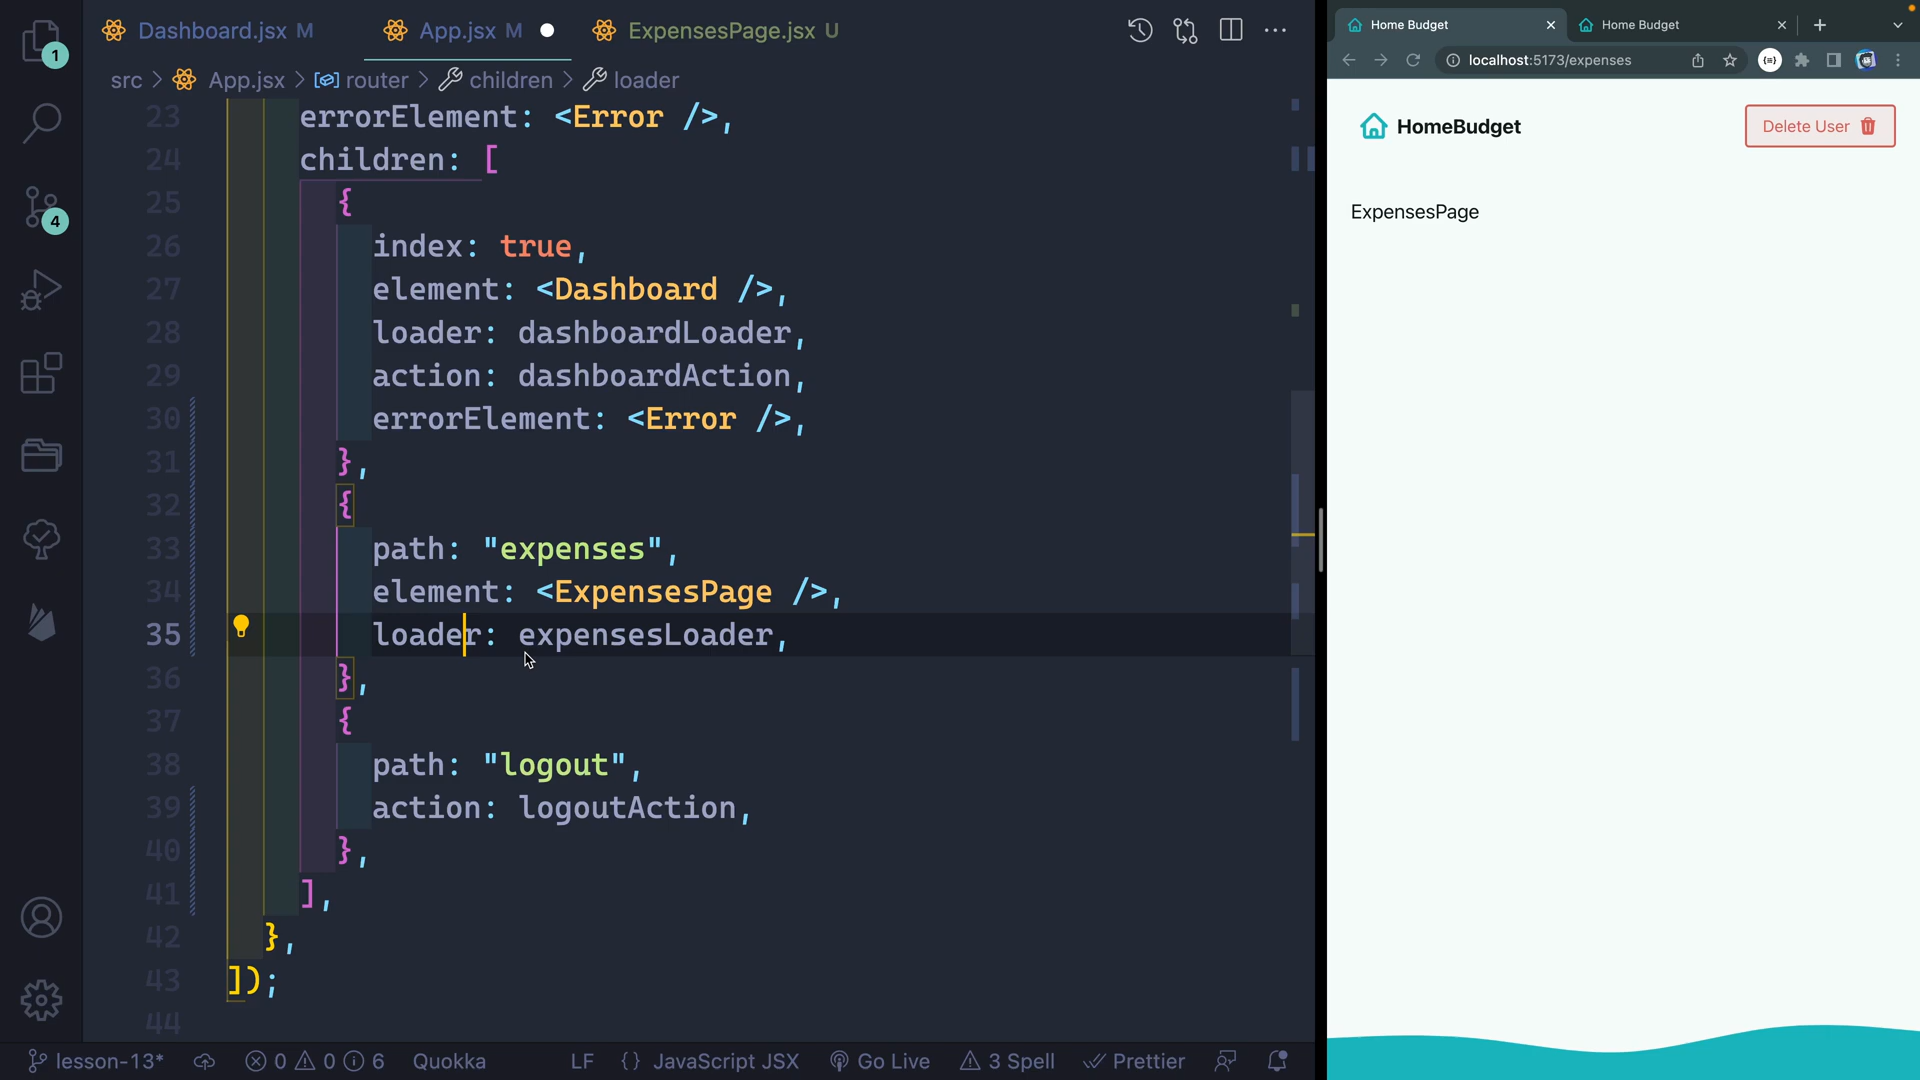 Dashboard.jsx M App.jsx M ExpensesPage.jsx U
src > App.jsx > router > children > loader
23 errorElement: <Error />,
24 children: [
25 {
26 index: true,
27 element: <Dashboard />,
28 loader: dashboardLoader,
29 action: dashboardAction,
30 errorElement: <Error />,
31 },
32 {
33 path: "expenses",
34 element: <ExpensesPage />,
35 loader: expensesLoader,
36 },
37 {
38 path: "logout",
39 action: logoutAction,
40 },
41 ],
42 },
43 ]);
44
1
4
lesson-13* 0 0 6 Quokka LF {} JavaScript JSX Go Live 3 Spell Prettier
Home Budget Home Budget
localhost:5173/expenses
HomeBudget Delete User
ExpensesPage